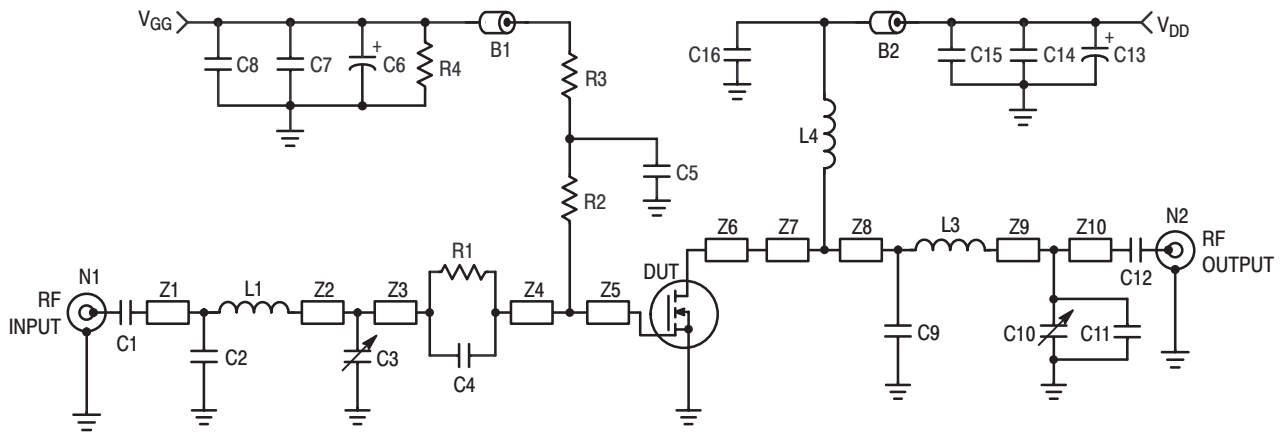 V_GG
B1
C8
C7
+
C6
R4
R3
C5
R2
C16
B2
V_DD
C15
C14
+
C13
L4
N1
RF
INPUT
C1
Z1
L1
Z2
Z3
R1
C4
Z4
Z5
C2
C3
DUT
Z6
Z7
Z8
L3
Z9
Z10
C12
N2
RF
OUTPUT
C9
C10
C11